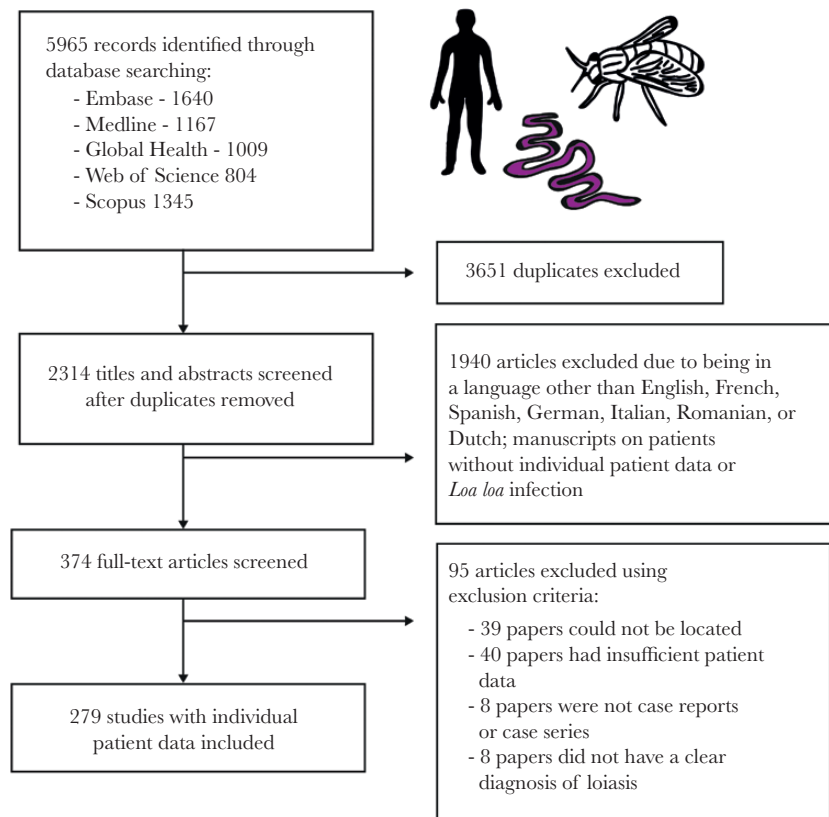 5965 records identified through
database searching:
- Embase - 1640
- Medline - 1167
- Global Health - 1009
- Web of Science 804
- Scopus 1345
3651 duplicates excluded
2314 titles and abstracts screened
after duplicates removed
1940 articles excluded due to being in
a language other than English, French,
Spanish, German, Italian, Romanian, or
Dutch; manuscripts on patients
without individual patient data or
Loa loa infection
374 full-text articles screened
95 articles excluded using
exclusion criteria:
- 39 papers could not be located
- 40 papers had insufficient patient
data
- 8 papers were not case reports
or case series
- 8 papers did not have a clear
diagnosis of loiasis
279 studies with individual
patient data included